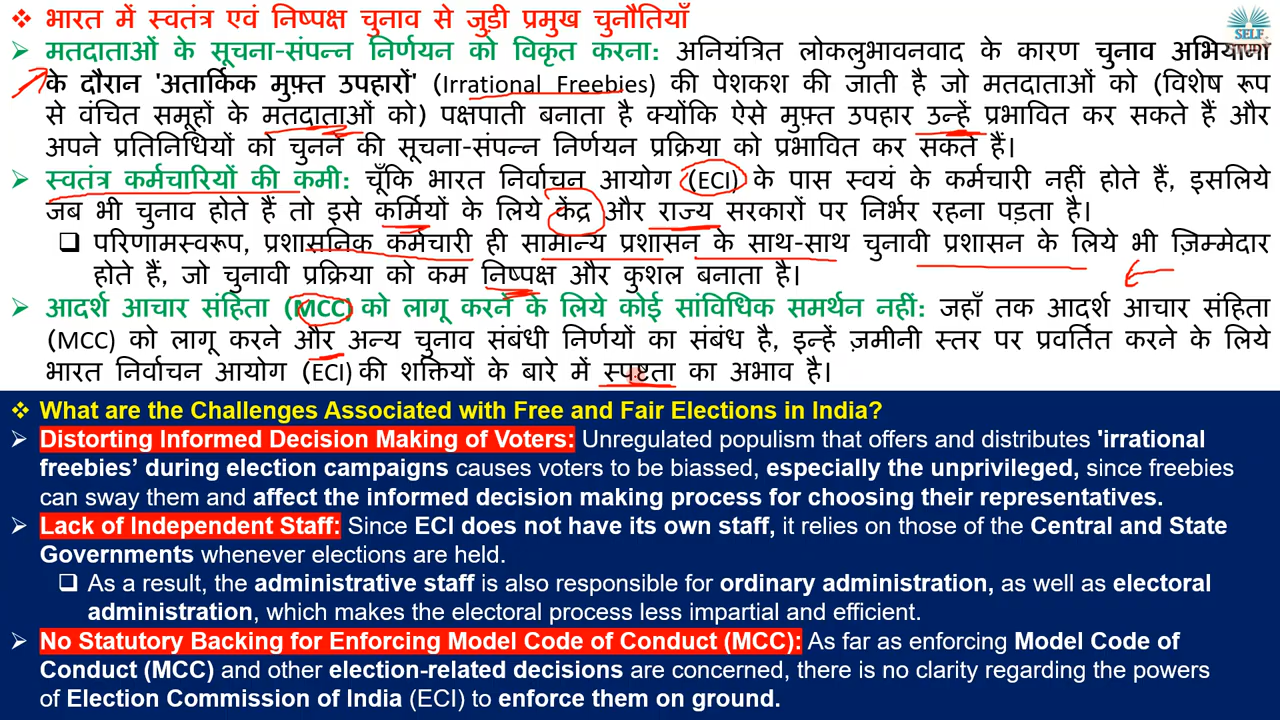 ❖ भारत में स्वतंत्र एवं निष्पक्ष चुनाव से जुड़ी प्रमुख चुनौतियाँ
SELF
➢ मतदाताओं के सूचना-संपन्न निर्णयन को विकृत करना: अनियंत्रित लोकलुभावनवाद के कारण चुनाव अभियानों
के दौरान 'अतार्किक मुफ़्त उपहारों' (Irrational Freebies) की पेशकश की जाती है जो मतदाताओं को (विशेष रूप
से वंचित समूहों के मतदाताओं को) पक्षपाती बनाता है क्योंकि ऐसे मुफ़्त उपहार उन्हें प्रभावित कर सकते हैं और
अपने प्रतिनिधियों को चुनने की सूचना-संपन्न निर्णयन प्रक्रिया को प्रभावित कर सकते हैं।
➢ स्वतंत्र कर्मचारियों की कमी: चूँकि भारत निर्वाचन आयोग (ECI) के पास स्वयं के कर्मचारी नहीं होते हैं, इसलिये
जब भी चुनाव होते हैं तो इसे कर्मियों के लिये केंद्र और राज्य सरकारों पर निर्भर रहना पड़ता है।
❑ परिणामस्वरूप, प्रशासनिक कर्मचारी ही सामान्य प्रशासन के साथ-साथ चुनावी प्रशासन के लिये भी ज़िम्मेदार
होते हैं, जो चुनावी प्रक्रिया को कम निष्पक्ष और कुशल बनाता है।
➢ आदर्श आचार संहिता (MCC) को लागू करने के लिये कोई सांविधिक समर्थन नहीं: जहाँ तक आदर्श आचार संहिता
(MCC) को लागू करने और अन्य चुनाव संबंधी निर्णयों का संबंध है, इन्हें ज़मीनी स्तर पर प्रवर्तित करने के लिये
भारत निर्वाचन आयोग (ECI) की शक्तियों के बारे में स्पष्टता का अभाव है।
❖ What are the Challenges Associated with Free and Fair Elections in India?
➢ Distorting Informed Decision Making of Voters: Unregulated populism that offers and distributes 'irrational
freebies’ during election campaigns causes voters to be biassed, especially the unprivileged, since freebies
can sway them and affect the informed decision making process for choosing their representatives.
➢ Lack of Independent Staff: Since ECI does not have its own staff, it relies on those of the Central and State
Governments whenever elections are held.
❑ As a result, the administrative staff is also responsible for ordinary administration, as well as electoral
administration, which makes the electoral process less impartial and efficient.
➢ No Statutory Backing for Enforcing Model Code of Conduct (MCC): As far as enforcing Model Code of
Conduct (MCC) and other election-related decisions are concerned, there is no clarity regarding the powers
of Election Commission of India (ECI) to enforce them on ground.